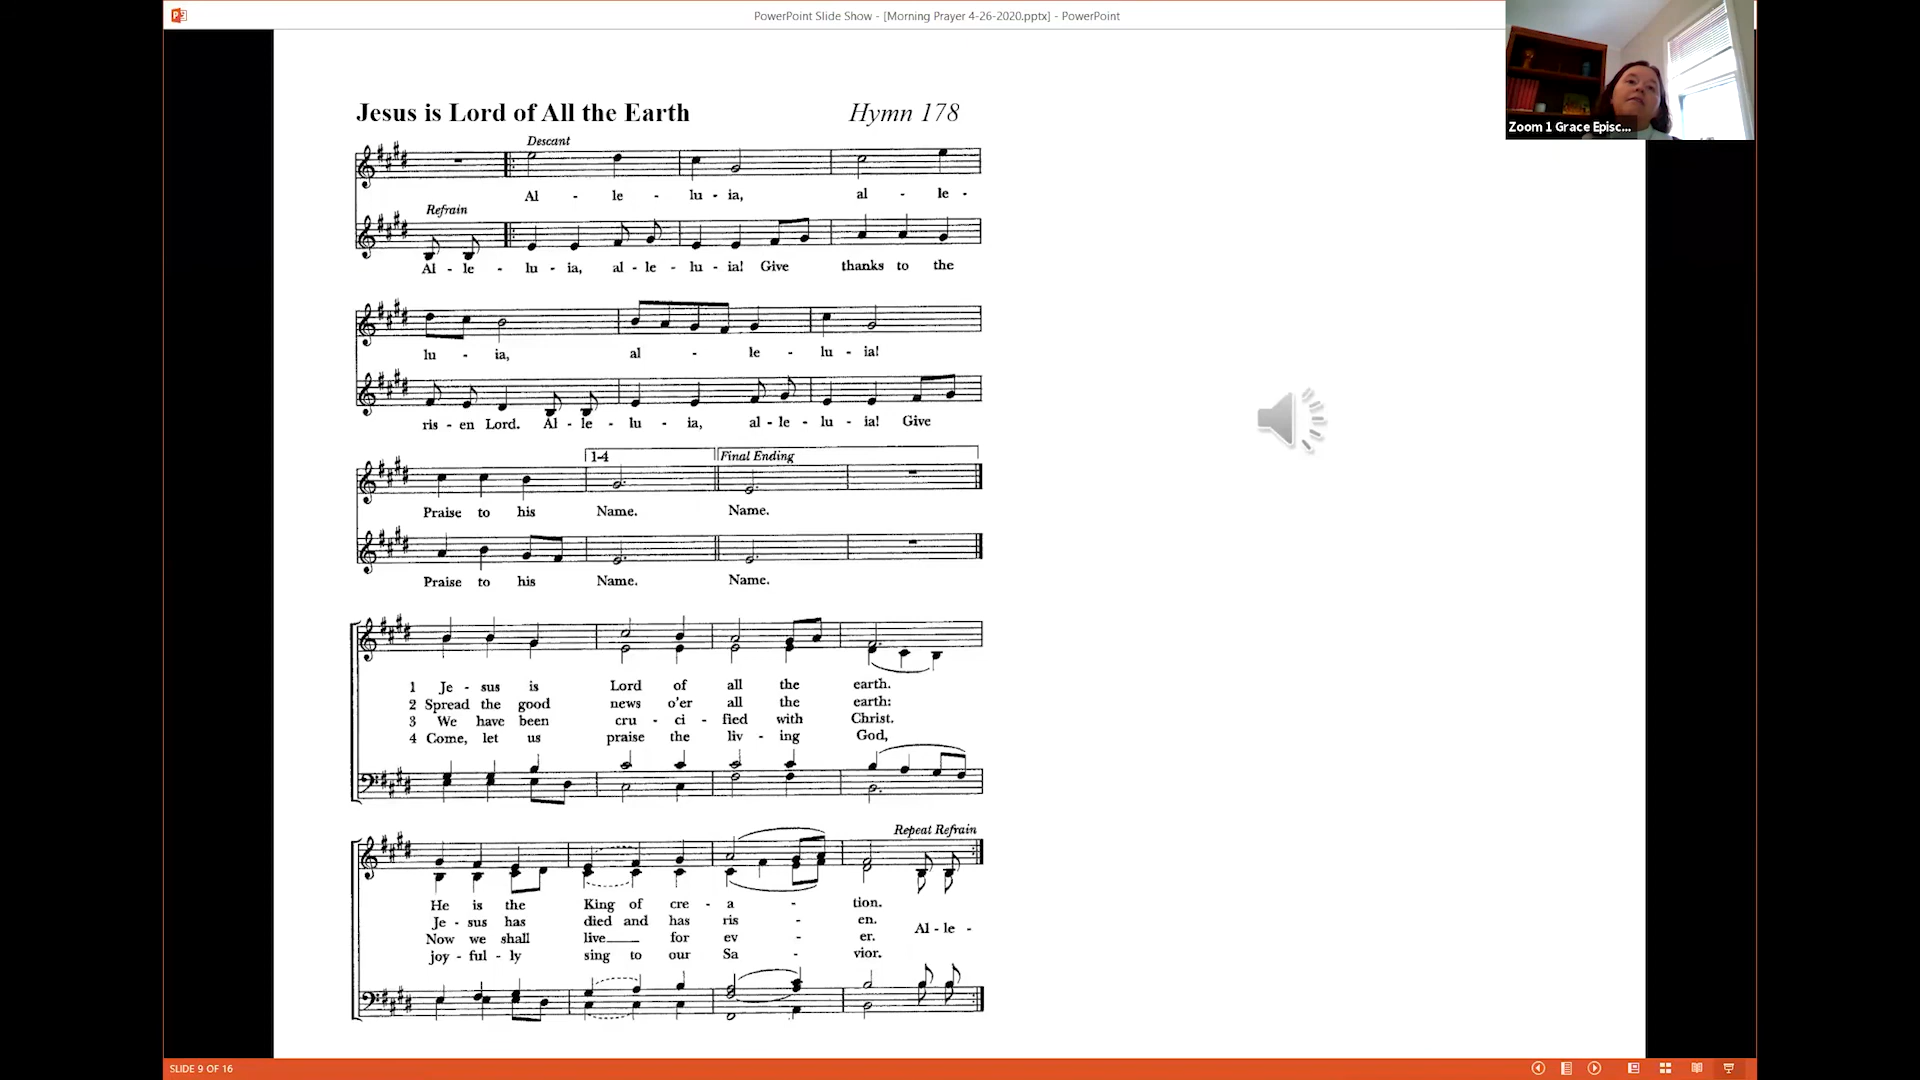 PowerPoint Slide Show - [Morning Prayer 4-26-2020.pptx] - PowerPoint
Zoom 1 Grace Episc...
Jesus is Lord of All the Earth Hymn 178
Descant
Al - le - lu - ia, al - le -
Refrain
Al - le - lu - ia, al - le - lu - ia! Give thanks to the
lu - ia, al - le - lu - ia!
ris - en Lord. Al - le - lu - ia, al - le - lu - ia! Give
1-4 Final Ending
Praise to his Name. Name.
Praise to his Name. Name.
1 Je - sus is Lord of all the earth.
2 Spread the good news o'er all the earth:
3 We have been cru - ci - fied with Christ.
4 Come, let us praise the liv - ing God,
Repeat Refrain
He is the King of cre - a - tion.
Je - sus has died and has ris - en. Al - le -
Now we shall live for ev - er.
joy - ful - ly sing to our Sa - vior.
SLIDE 9 OF 16